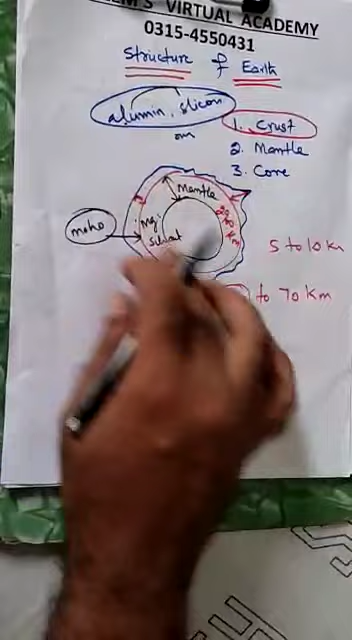 VIRTUAL ACADEMY
0315-4550431
Structure of Earth
alumin. silicon
1. Crust
2. Mantle
3. Core
Mantle
moho
Mg.
5 to 10 Km
to 70 Km